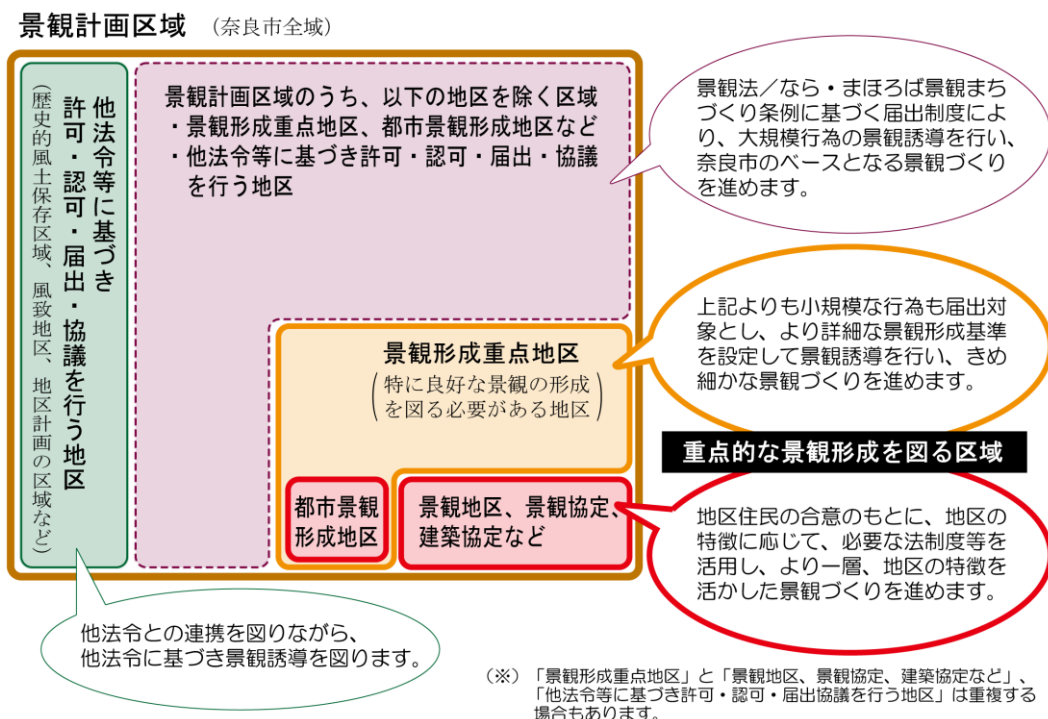 景観計画区域 (奈良市全域)
他法令等に基づき
許可・認可・届出・協議を行う地区
(歴史的風土保存区域、風致地区、地区計画の区域など)
景観計画区域のうち、以下の地区を除く区域
・景観形成重点地区、都市景観形成地区など
・他法令等に基づき許可・認可・届出・協議
を行う地区
景観法／なら・まほろば景観まち
づくり条例に基づく届出制度によ
り、大規模行為の景観誘導を行い、
奈良市のベースとなる景観づくり
を進めます。
景観形成重点地区
(特に良好な景観の形成
を図る必要がある地区)
上記よりも小規模な行為も届出対
象とし、より詳細な景観形成基準
を設定して景観誘導を行い、きめ
細かな景観づくりを進めます。
重点的な景観形成を図る区域
都市景観
形成地区
景観地区、景観協定、
建築協定など
地区住民の合意のもとに、地区の
特徴に応じて、必要な法制度等を
活用し、より一層、地区の特徴を
活かした景観づくりを進めます。
他法令との連携を図りながら、
他法令に基づき景観誘導を図ります。
(※) 「景観形成重点地区」と「景観地区、景観協定、建築協定など」、
「他法令等に基づき許可・認可・届出協議を行う地区」は重複する
場合もあります。